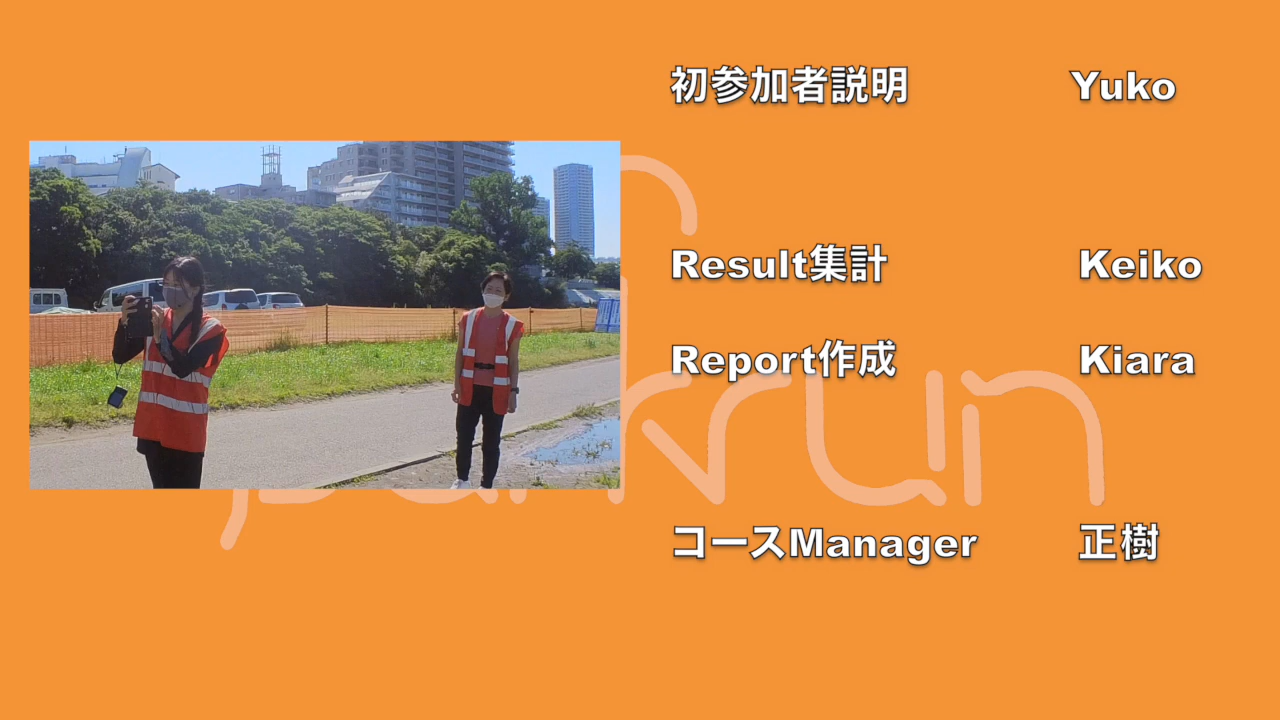 初参加者説明 Yuko
Result集計 Keiko
Report作成 Kiara
コースManager 正樹